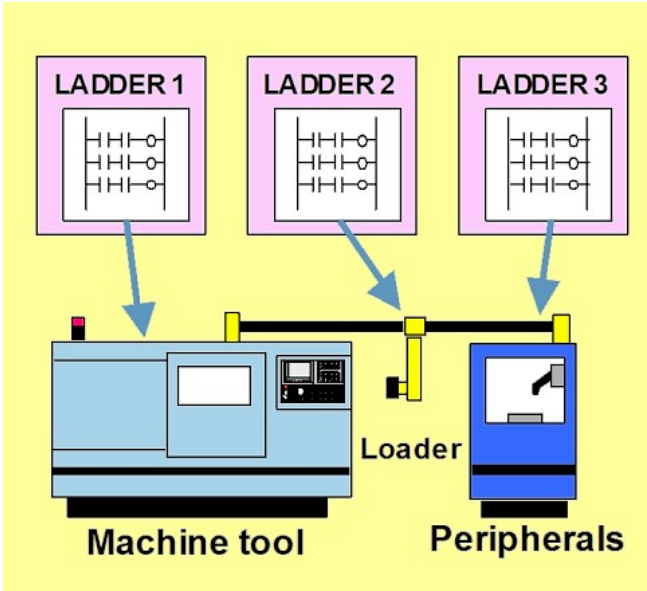 LADDER 1
LADDER 2
LADDER 3
Loader
Machine tool
Peripherals